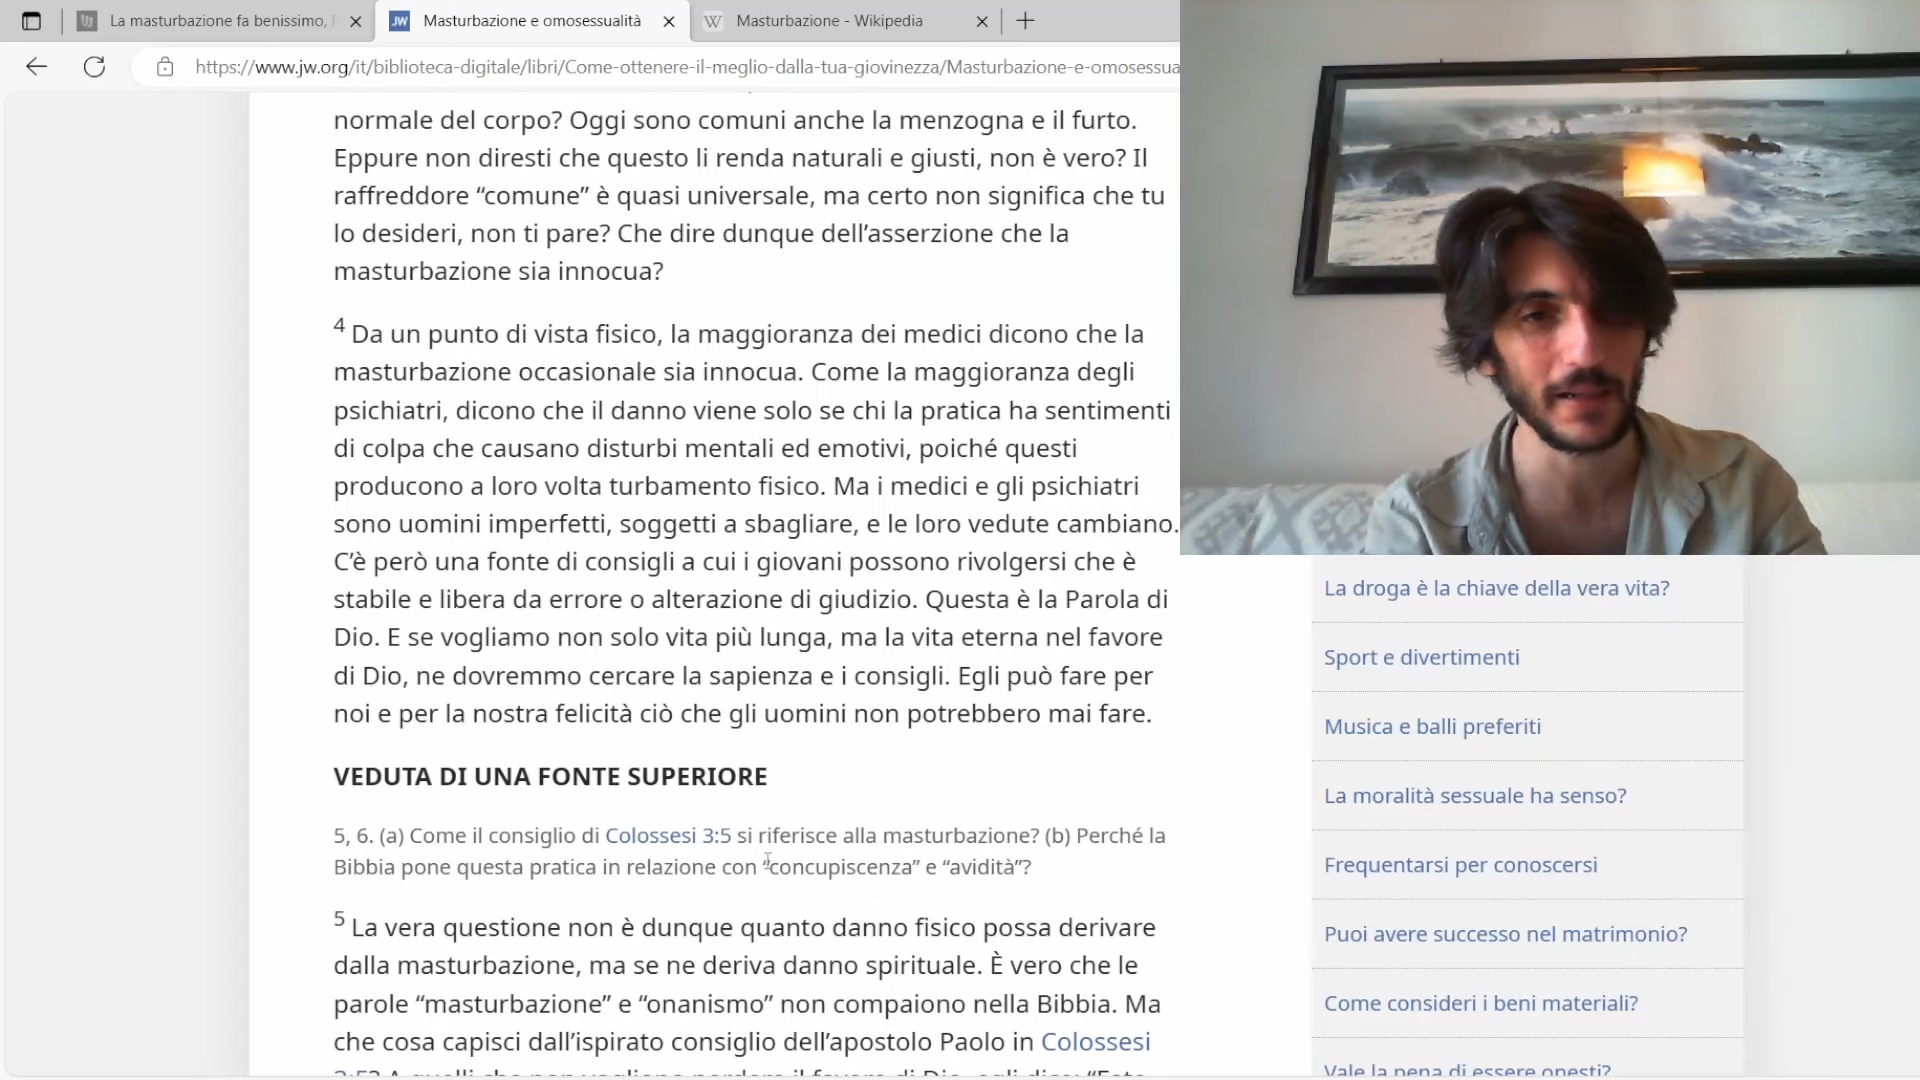 La masturbazione fa benissimo,
Masturbazione e omosessualità
Masturbazione - Wikipedia
https://www.jw.org/it/biblioteca-digitale/libri/Come-ottenere-il-meglio-dalla-tua-giovinezza/Masturbazione-e-omosessua
normale del corpo? Oggi sono comuni anche la menzogna e il furto.
Eppure non diresti che questo li renda naturali e giusti, non è vero? Il
raffreddore “comune” è quasi universale, ma certo non significa che tu
lo desideri, non ti pare? Che dire dunque dell’asserzione che la
masturbazione sia innocua?
4 Da un punto di vista fisico, la maggioranza dei medici dicono che la
masturbazione occasionale sia innocua. Come la maggioranza degli
psichiatri, dicono che il danno viene solo se chi la pratica ha sentimenti
di colpa che causano disturbi mentali ed emotivi, poiché questi
producono a loro volta turbamento fisico. Ma i medici e gli psichiatri
sono uomini imperfetti, soggetti a sbagliare, e le loro vedute cambiano.
C’è però una fonte di consigli a cui i giovani possono rivolgersi che è
stabile e libera da errore o alterazione di giudizio. Questa è la Parola di
Dio. E se vogliamo non solo vita più lunga, ma la vita eterna nel favore
di Dio, ne dovremmo cercare la sapienza e i consigli. Egli può fare per
noi e per la nostra felicità ciò che gli uomini non potrebbero mai fare.
VEDUTA DI UNA FONTE SUPERIORE
5, 6. (a) Come il consiglio di Colossesi 3:5 si riferisce alla masturbazione? (b) Perché la
Bibbia pone questa pratica in relazione con “concupiscenza” e “avidità”?
5 La vera questione non è dunque quanto danno fisico possa derivare
dalla masturbazione, ma se ne deriva danno spirituale. È vero che le
parole “masturbazione” e “onanismo” non compaiono nella Bibbia. Ma
che cosa capisci dall’ispirato consiglio dell’apostolo Paolo in Colossesi
3:5? A quelli che non vogliono perdere il favore di Dio, egli dice: “Fate
La droga è la chiave della vera vita?
Sport e divertimenti
Musica e balli preferiti
La moralità sessuale ha senso?
Frequentarsi per conoscersi
Puoi avere successo nel matrimonio?
Come consideri i beni materiali?
Vale la pena di essere onesti?